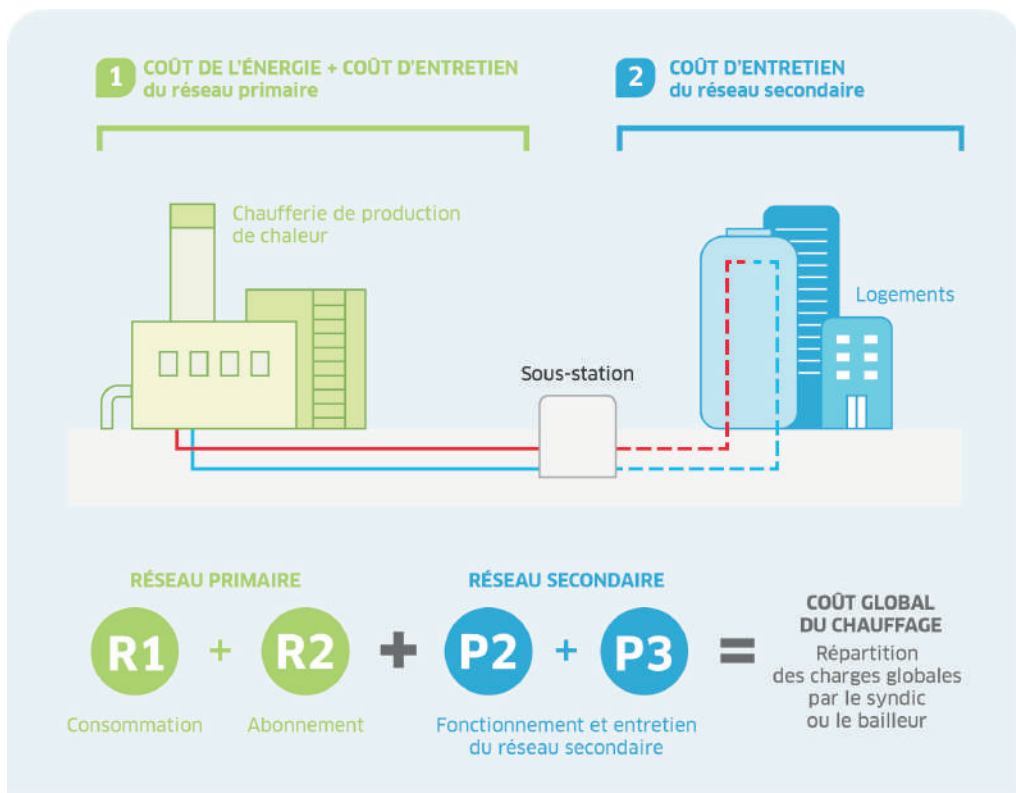 1 COÛT DE L'ÉNERGIE + COÛT D'ENTRETIEN
du réseau primaire
2 COÛT D'ENTRETIEN
du réseau secondaire
Chaufferie de production
de chaleur
Logements
Sous-station
RÉSEAU PRIMAIRE
RÉSEAU SECONDAIRE
R1 + R2 + P2 + P3 =
COÛT GLOBAL
DU CHAUFFAGE
Répartition
des charges globales
par le syndic
ou le bailleur
Consommation
Abonnement
Fonctionnement et entretien
du réseau secondaire